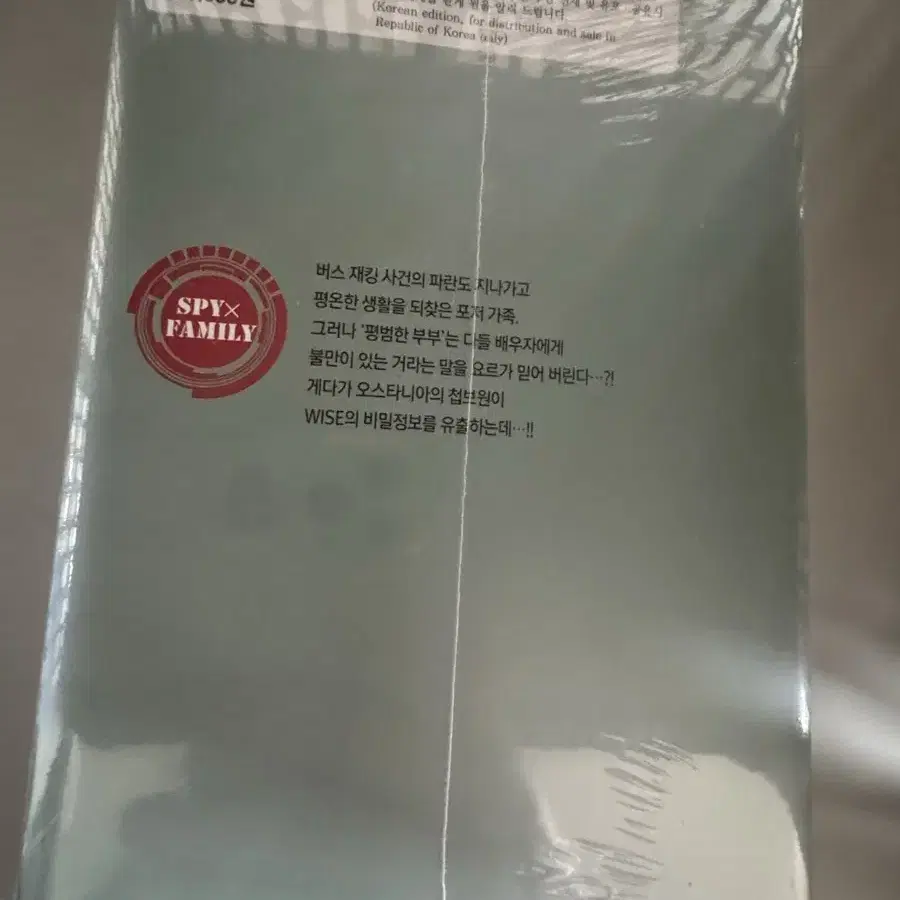 드립니다.
(Korean edition, for distribution and sale in
Republic of Korea only)
SPY×
FAMILY
버스 재킹 사건의 파란도 지나가고
평온한 생활을 되찾은 포저 가족.
그러나 '평범한 부부'는 다들 배우자에게
불만이 있는 거라는 말을 요르가 믿어 버린다…?!
게다가 오스타니아의 첩보원이
WISE의 비밀정보를 유출하는데…!!